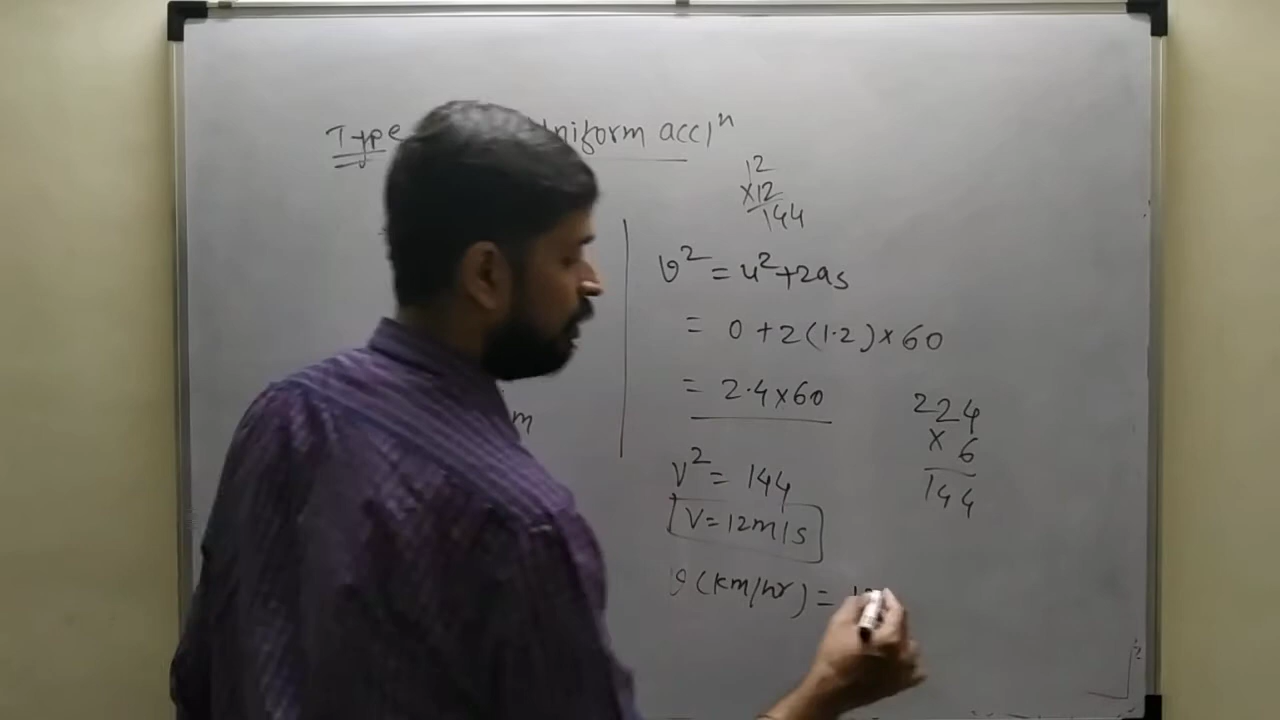 Type niform accl^n
12
×12
144
v² = u² + 2as
= 0 + 2(1.2)×60
= 2.4×60
224
× 6
144
m
v² = 144
v = 12m/s
v (km/hr) =